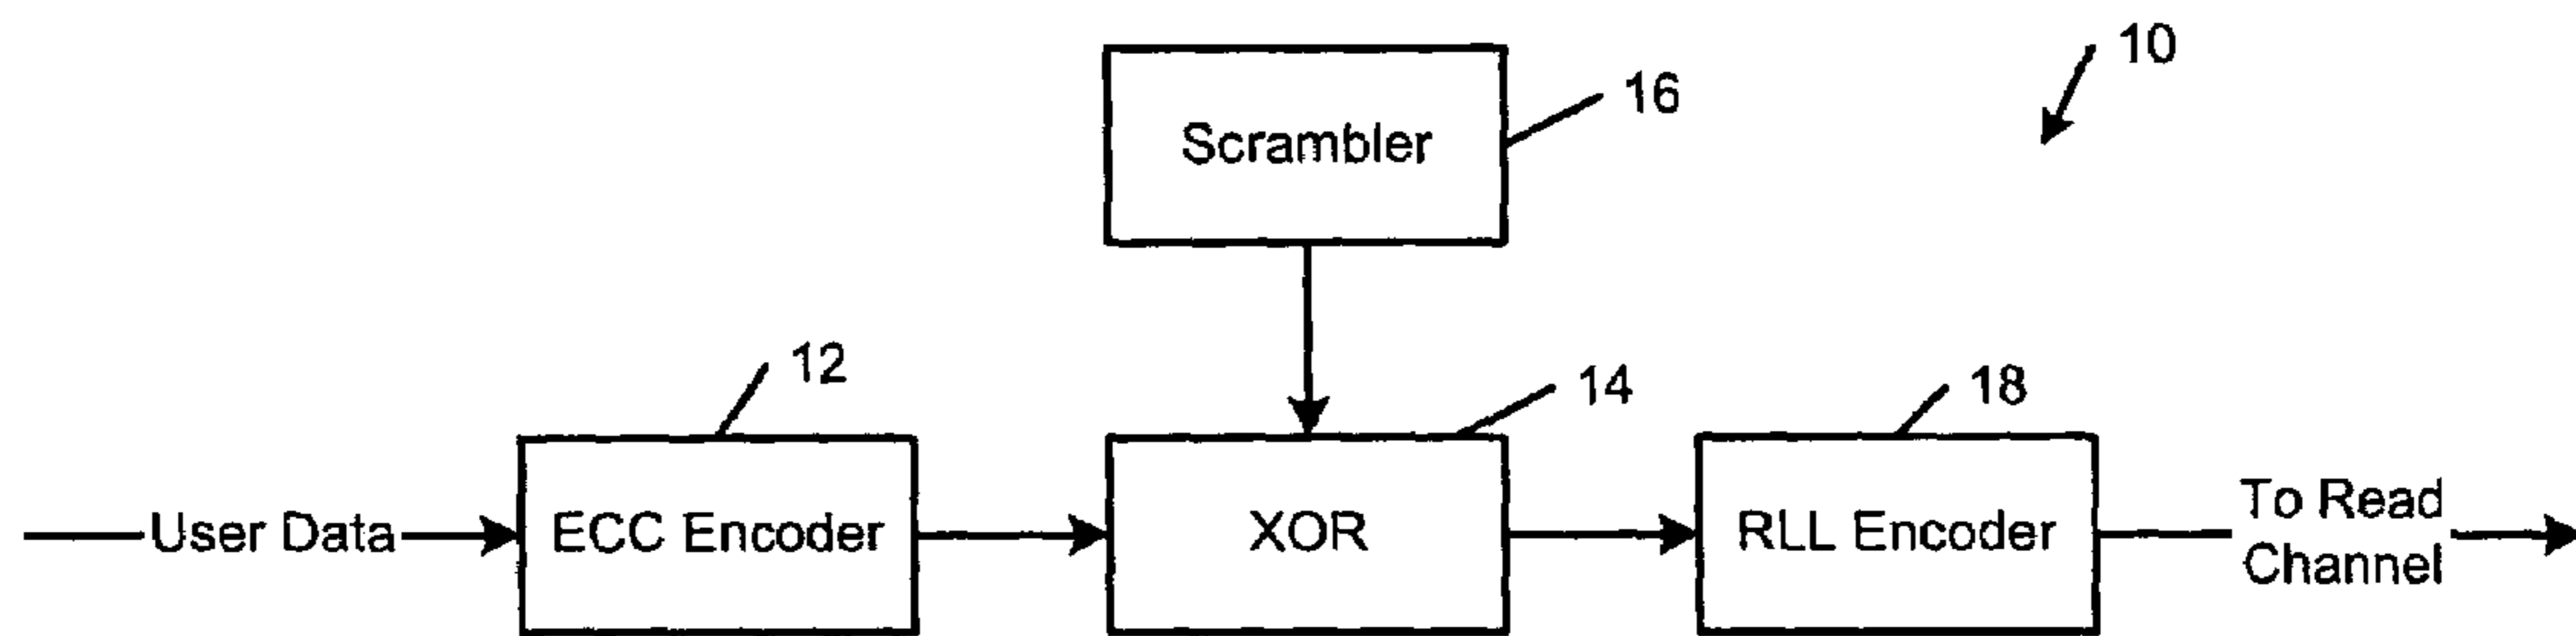 10
16
Scrambler
12
14
18
User Data
ECC Encoder
XOR
RLL Encoder
To Read
Channel